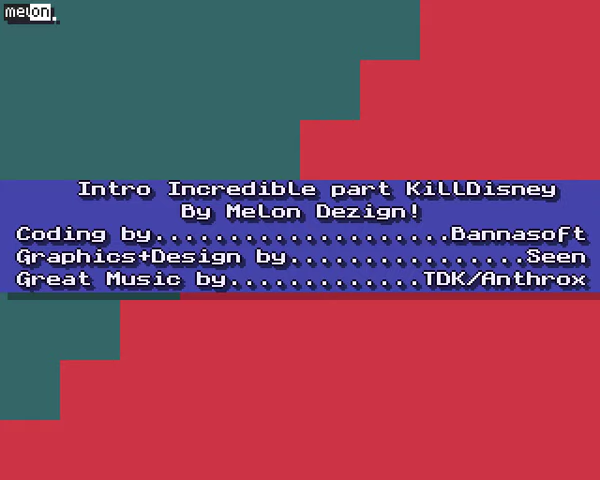 melon.
Intro Incredible part KillDisney
By Melon Dezign!
Coding by....................Bannasoft
Graphics+Design by................Seen
Great Music by.............TDK/Anthrox